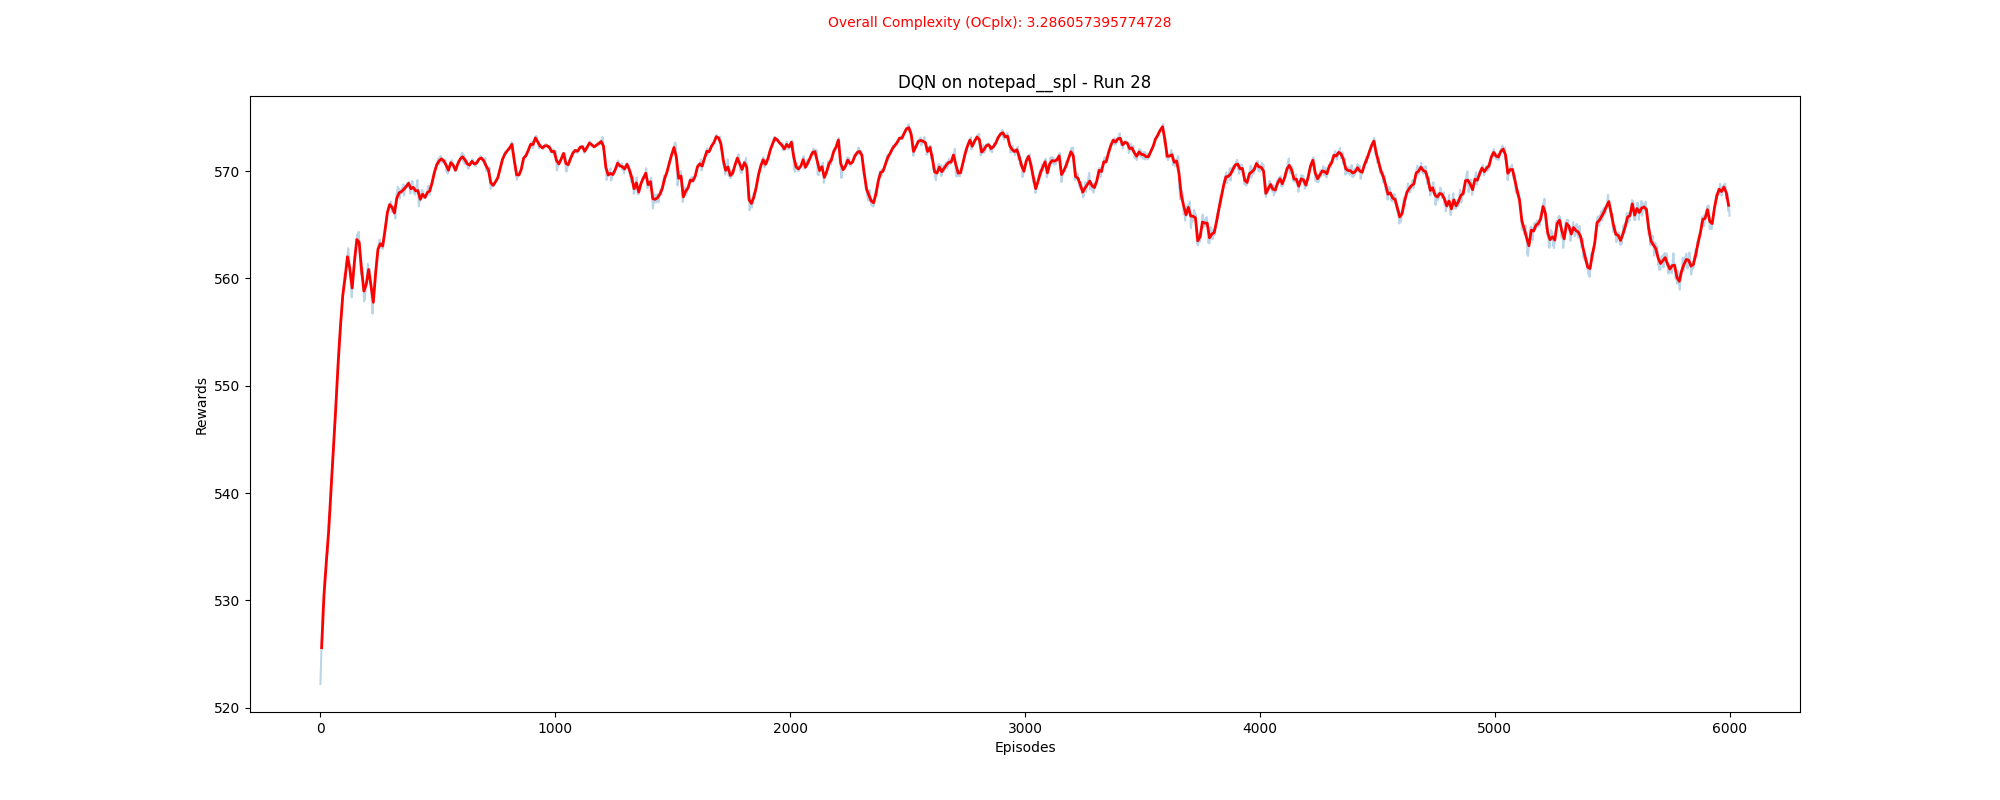 Overall Complexity (OCplx): 3.286057395774728
DQN on notepad__spl - Run 28
Rewards
570
560
550
540
530
520
0 1000 2000 3000 4000 5000 6000
Episodes